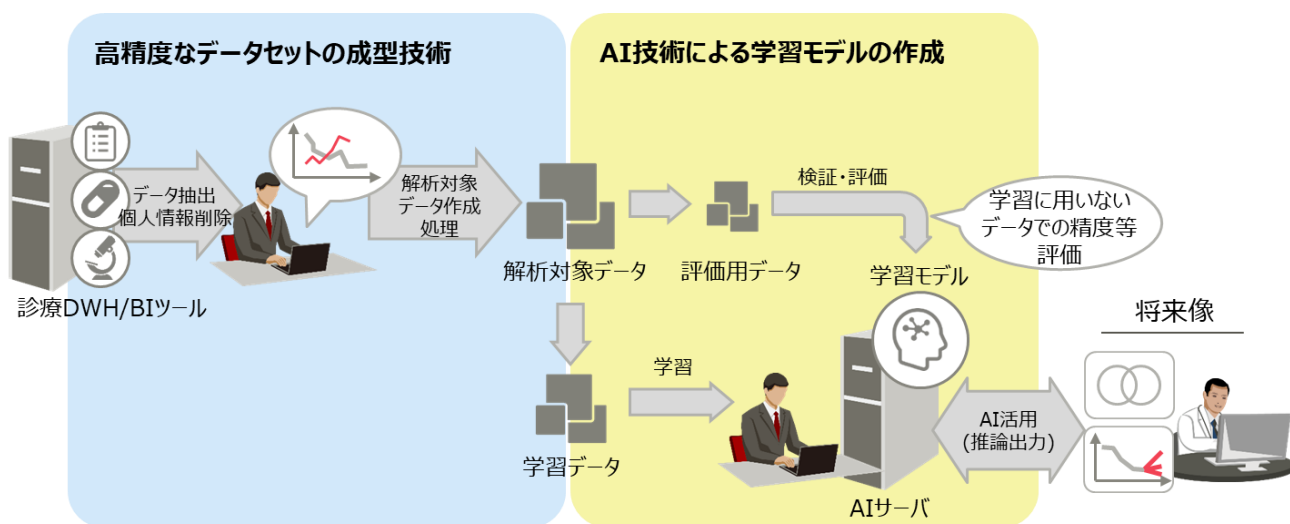 高精度なデータセットの成型技術
AI技術による学習モデルの作成
データ抽出
個人情報削除
解析対象
データ作成
処理
診療DWH/BIツール
解析対象データ
評価用データ
検証・評価
学習に用いない
データでの精度等
評価
学習モデル
学習データ
学習
AIサーバ
AI活用
(推論出力)
将来像